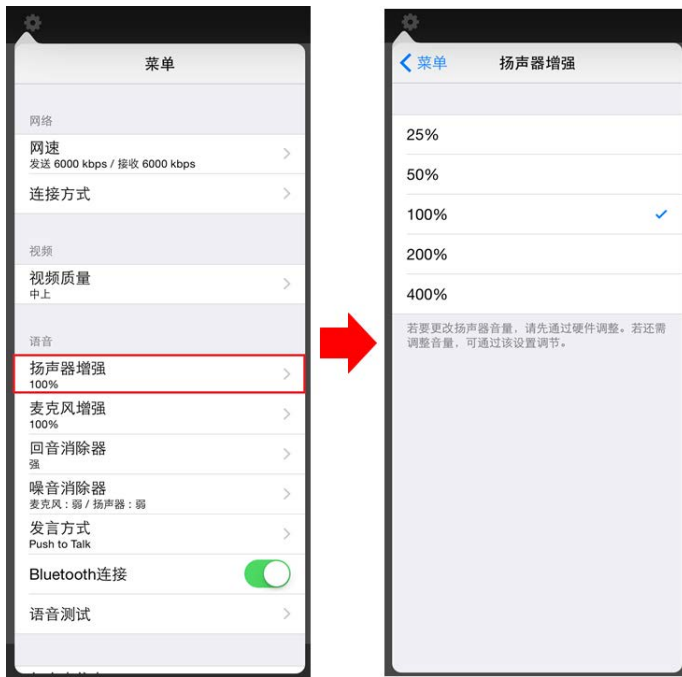 菜单
网络
网速
发送 6000 kbps / 接收 6000 kbps
连接方式
视频
视频质量
中上
语音
扬声器增强
100%
麦克风增强
100%
回音消除器
强
噪音消除器
麦克风：弱 / 扬声器：弱
发言方式
Push to Talk
Bluetooth连接
语音测试
菜单
扬声器增强
25%
50%
100%
200%
400%
若要更改扬声器音量，请先通过硬件调整。若还需
调整音量，可通过该设置调节。